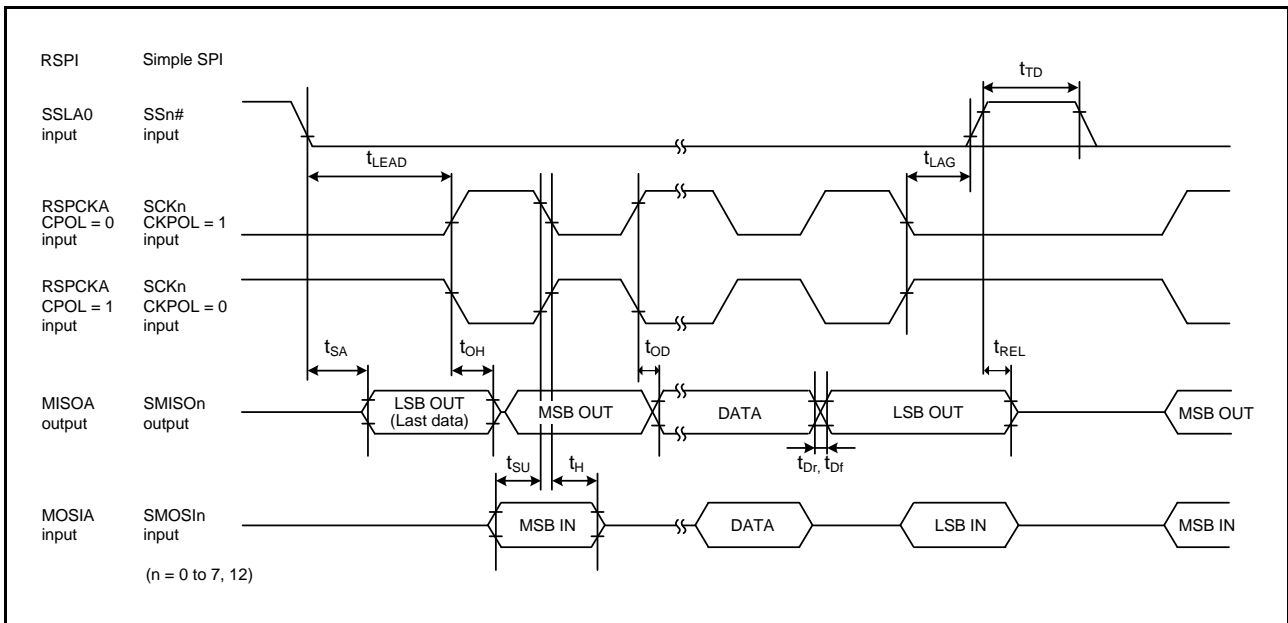 RSPI Simple SPI
tTD
SSLA0 SSn#
input input
tLEAD tLAG
RSPCKA SCKn
CPOL = 0 CKPOL = 1
input input
RSPCKA SCKn
CPOL = 1 CKPOL = 0
input input
tSA tOH tOD tREL
MISOA SMISOn LSB OUT MSB OUT DATA LSB OUT MSB OUT
output output (Last data)
tSU tH tDr, tDf
MOSIA SMOSIn MSB IN DATA LSB IN MSB IN
input input
(n = 0 to 7, 12)